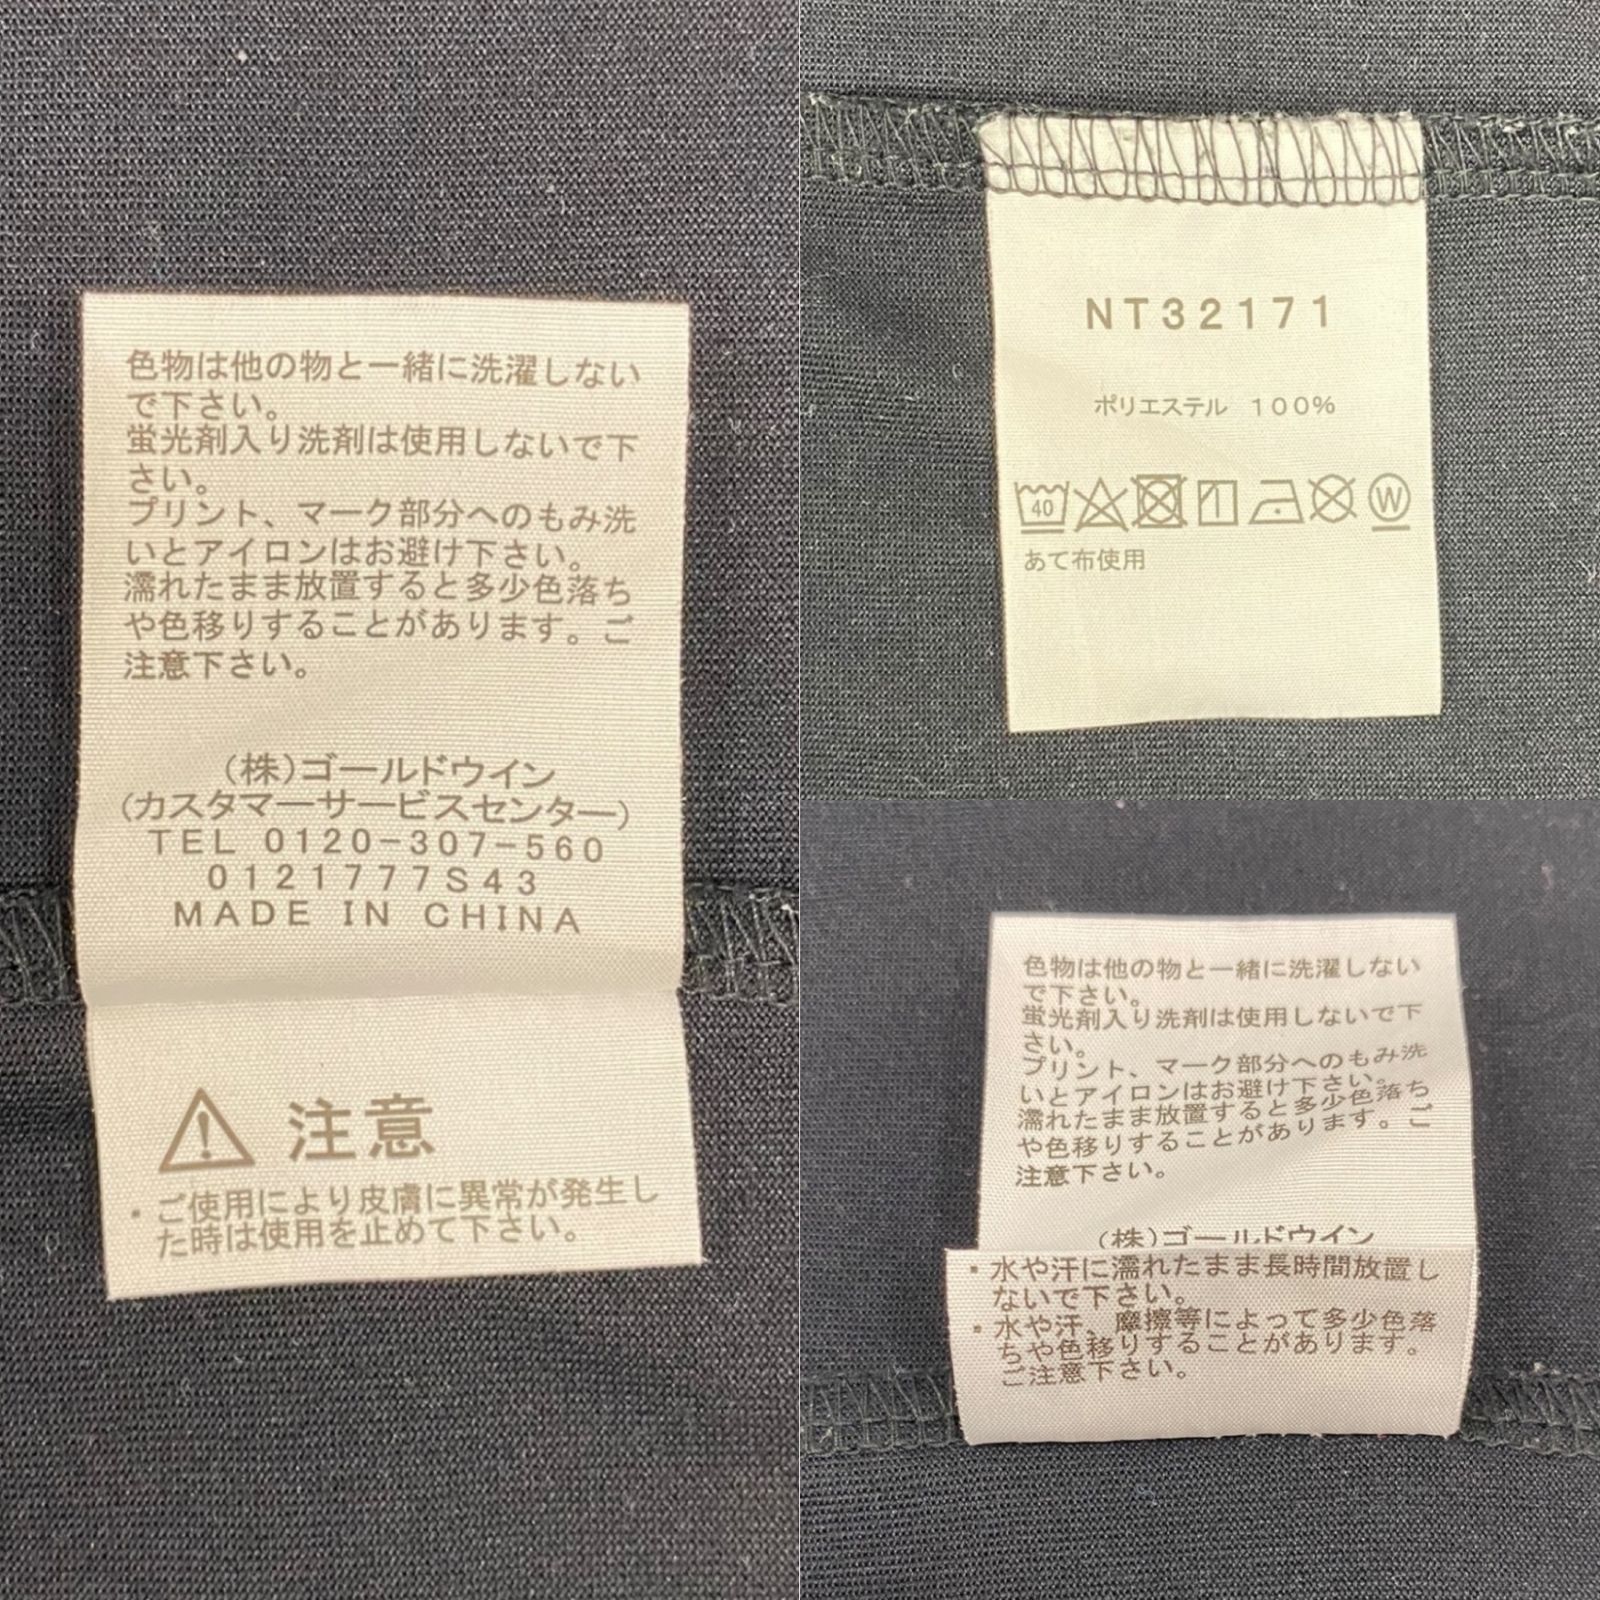 色物は他の物と一緒に洗濯しない
で下さい。
蛍光剤入り洗剤は使用しないで下
さい。
プリント、マーク部分へのもみ洗
いとアイロンはお避け下さい。
濡れたまま放置すると多少色落ち
や色移りすることがあります。ご
注意下さい。
(株)ゴールドウイン
(カスタマーサービスセンター)
TEL 0120-307-560
0121777S43
MADE IN CHINA
注意
・ご使用により皮膚に異常が発生し
た時は使用を止めて下さい。
NT32171
ポリエステル 100%
40
W
あて布使用
色物は他の物と一緒に洗濯しない
で下さい。
蛍光剤入り洗剤は使用しないで下
さい。
プリント、マーク部分へのもみ洗
いとアイロンはお避け下さい。
濡れたまま放置すると多少色落ち
や色移りすることがあります。ご
注意下さい。
(株)ゴールドウイン
・水や汗に濡れたまま長時間放置し
ないで下さい。
・水や汗、摩擦等によって多少色落
ちや色移りすることがあります。
ご注意下さい。